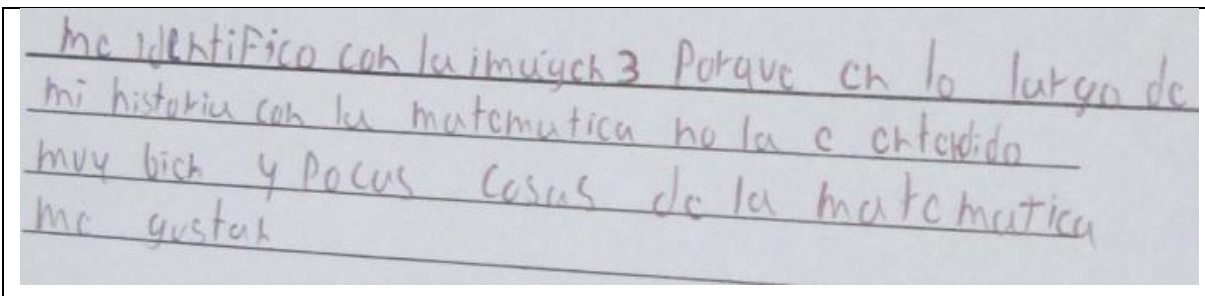 me identifico con la imaigen 3 Porque en lo largo de
mi historia con la matematica no la e entendido
muy bien y Pocas cosas de la matematica
me gustan